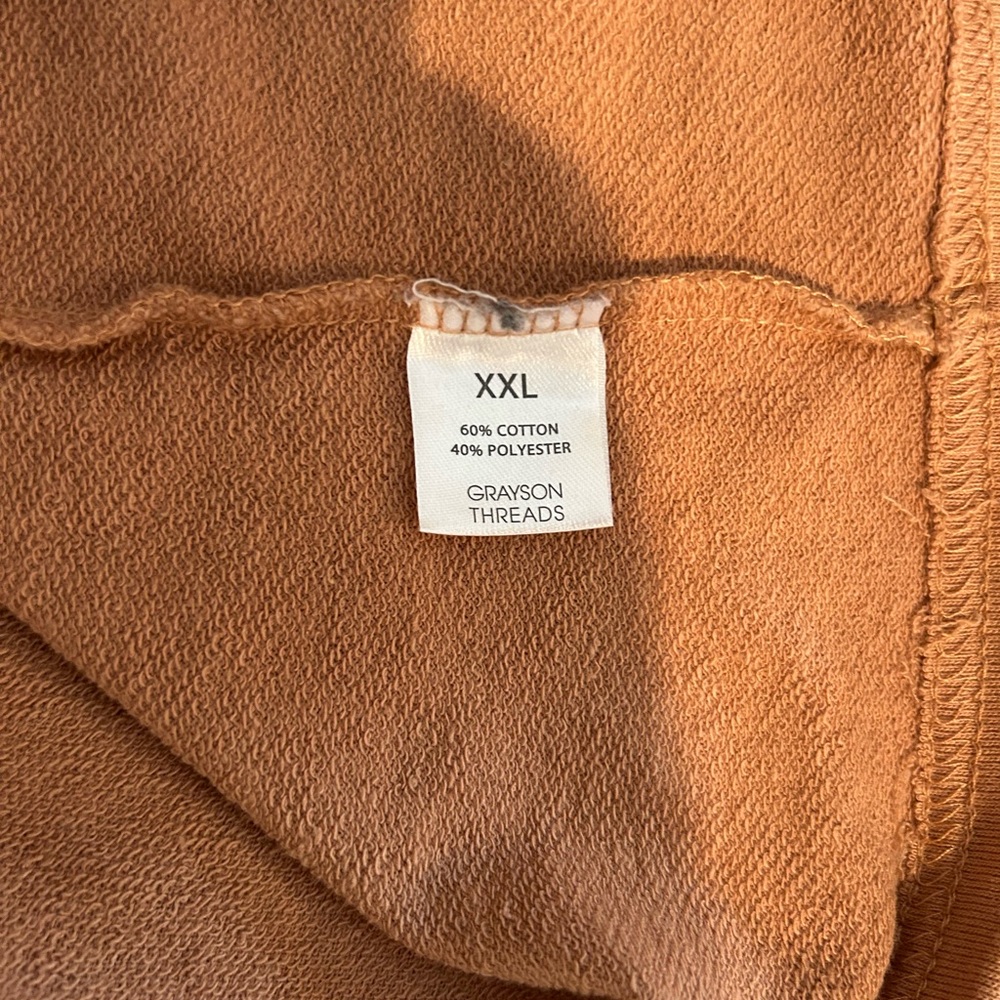 XXL
60% COTTON
40% POLYESTER
GRAYSON
THREADS